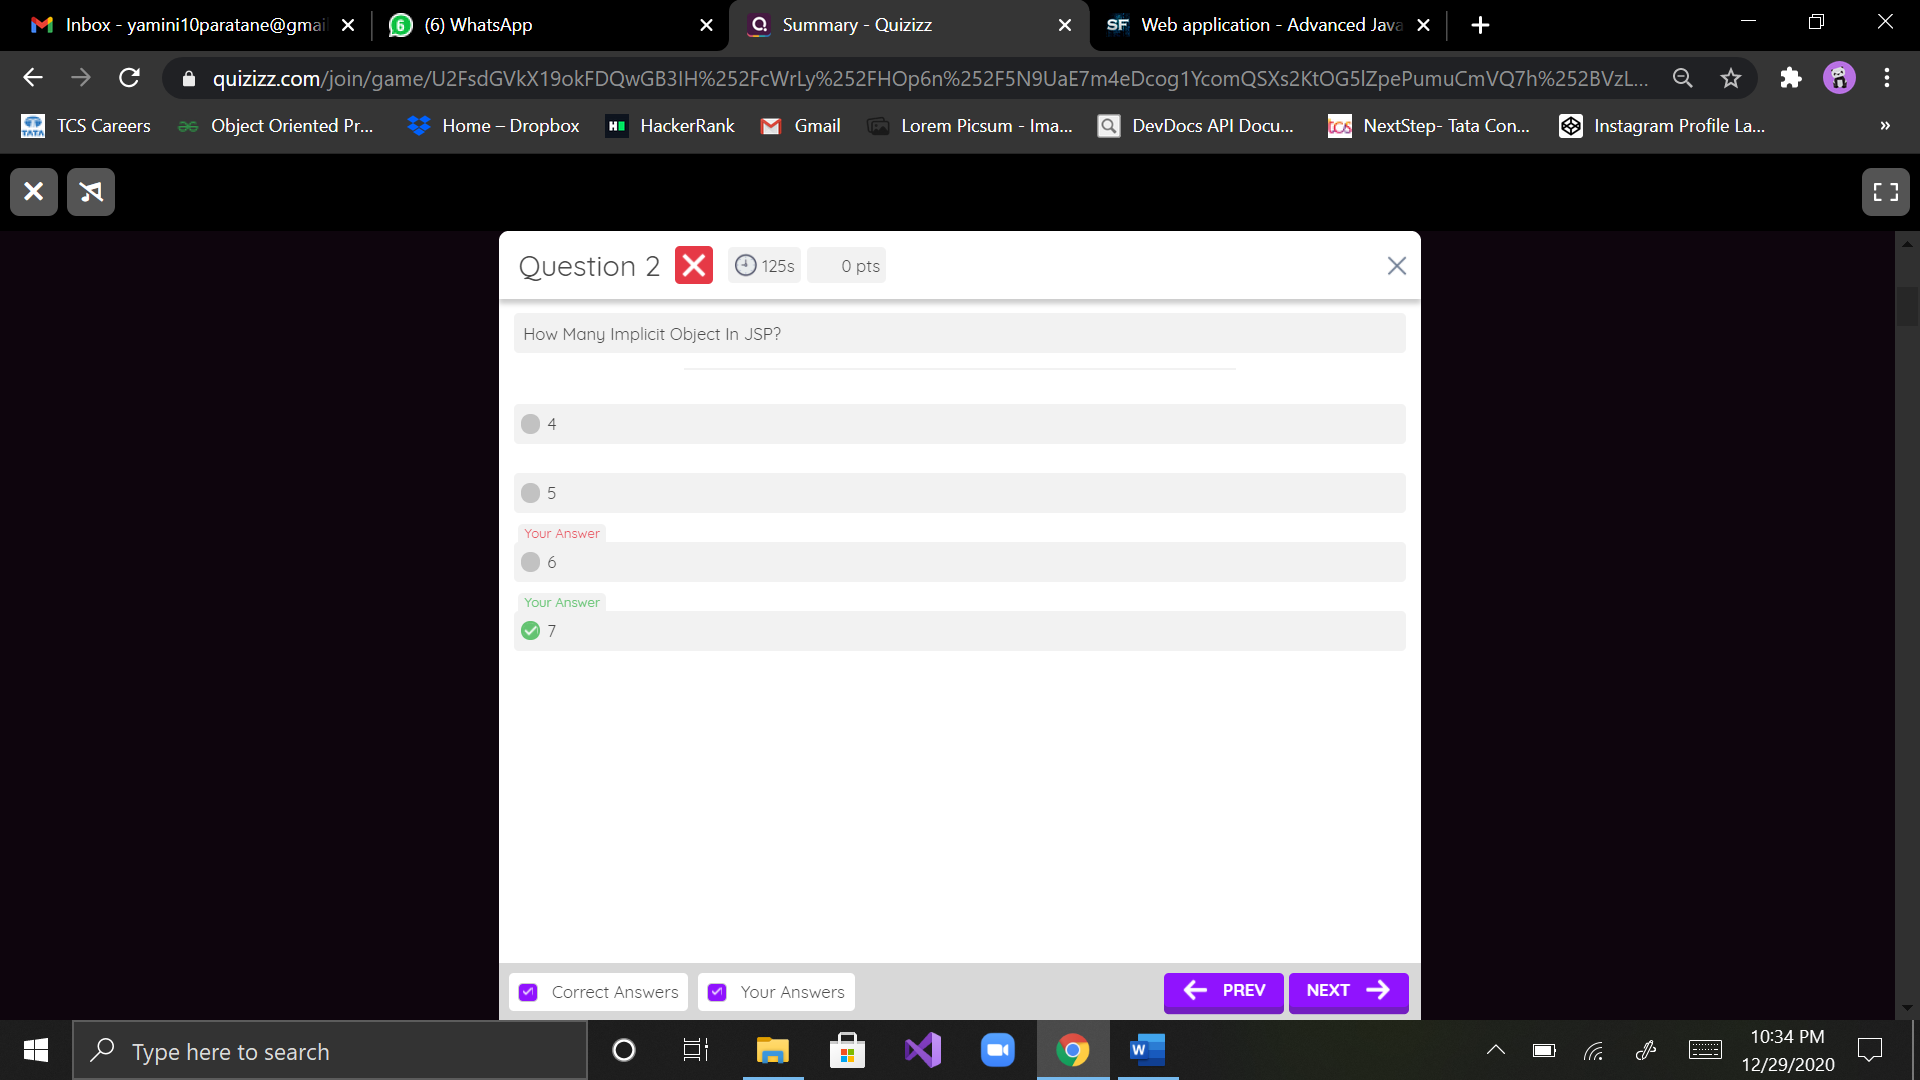 Inbox - yamini10paratane@gmai
(6) WhatsApp
Summary - Quizizz
SF Web application - Advanced Java
quizizz.com/join/game/U2FsdGVkX19okFDQwGB3IH%252FcWrLy%252FHOp6n%252F5N9UaE7m4eDcog1YcomQSXs2KtOG5lZpePumuCmVQ7h%252BVzL...
TATA TCS Careers
Object Oriented Pr...
Home – Dropbox
HackerRank
Gmail
Lorem Picsum - Ima...
DevDocs API Docu...
tcs NextStep- Tata Con...
Instagram Profile La...
»
Question 2
125s
0 pts
How Many Implicit Object In JSP?
4
5
Your Answer
6
Your Answer
7
Correct Answers
Your Answers
PREV
NEXT
Type here to search
10:34 PM
12/29/2020